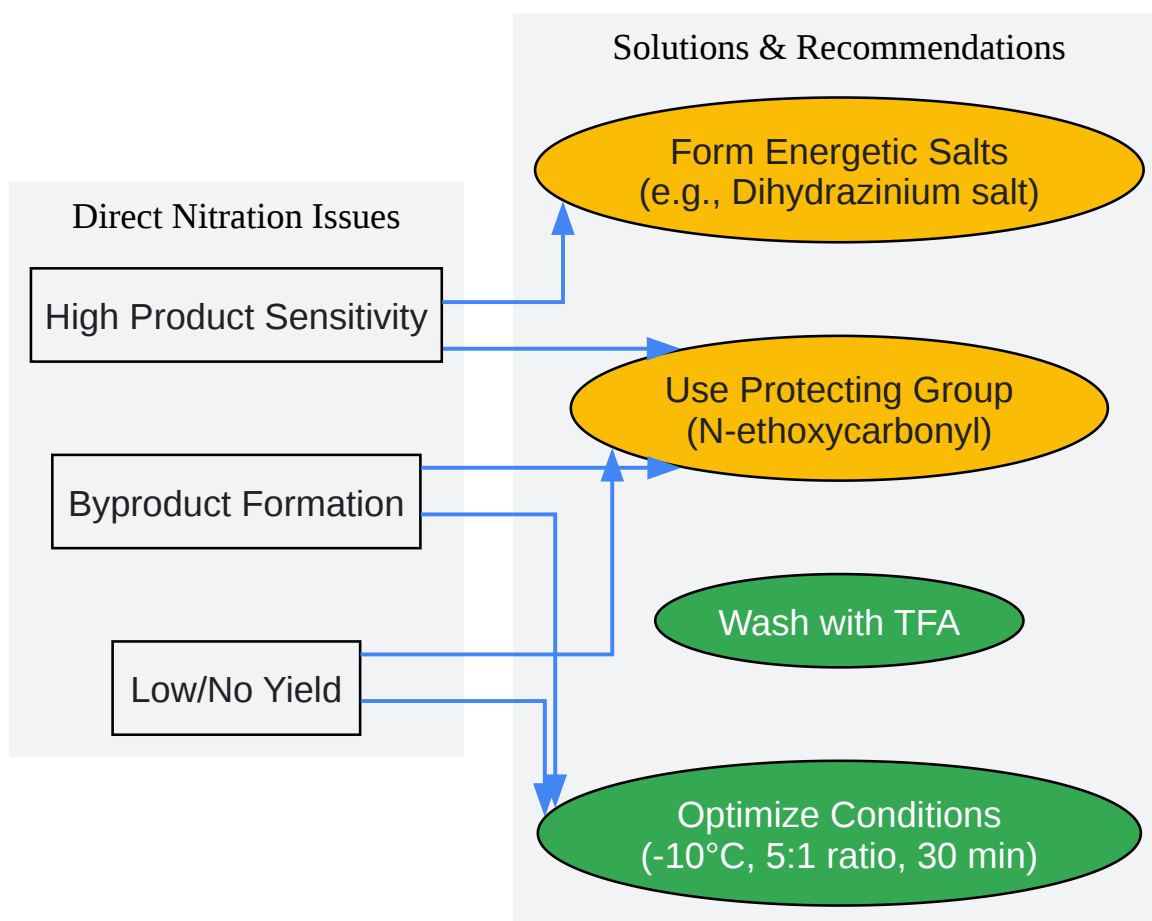 Direct Nitration Issues
High Product Sensitivity
Byproduct Formation
Low/No Yield
Solutions & Recommendations
Form Energetic Salts
(e.g., Dihydrazinium salt)
Use Protecting Group
(N-ethoxycarbonyl)
Wash with TFA
Optimize Conditions
(-10°C, 5:1 ratio, 30 min)